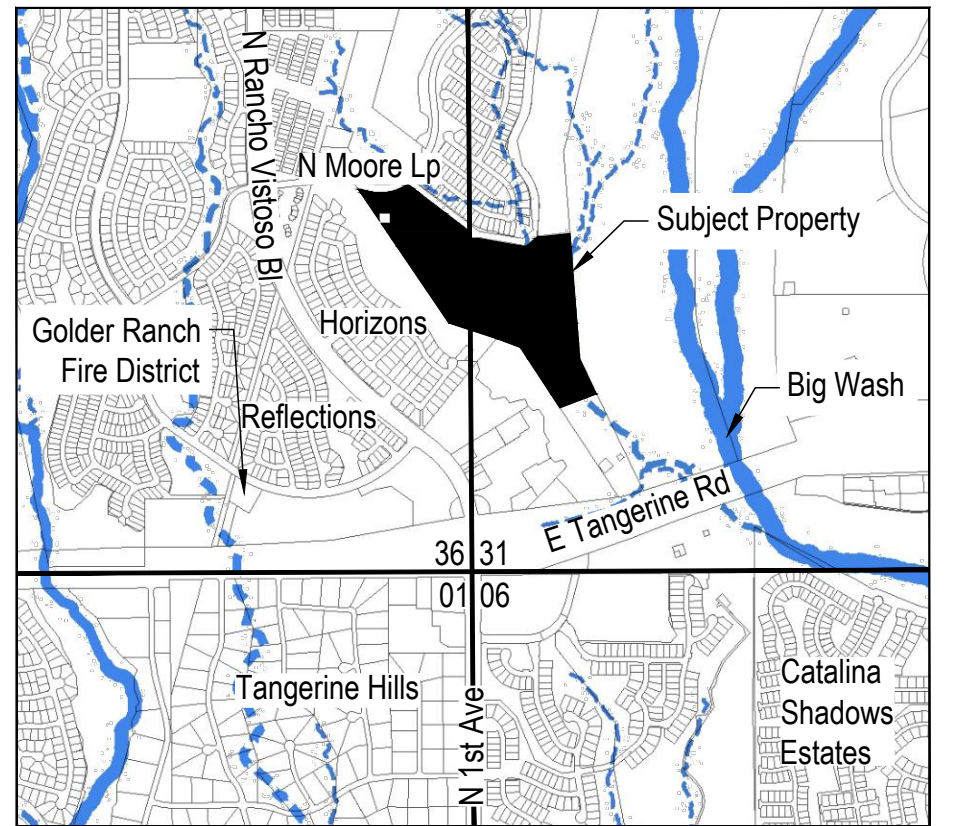 N Rancho Vistoso Bl
N Moore Lp
Subject Property
Golder Ranch
Fire District
Horizons
Reflections
Big Wash
E Tangerine Rd
36 31
01 06
Tangerine Hills
N 1st Ave
Catalina
Shadows
Estates